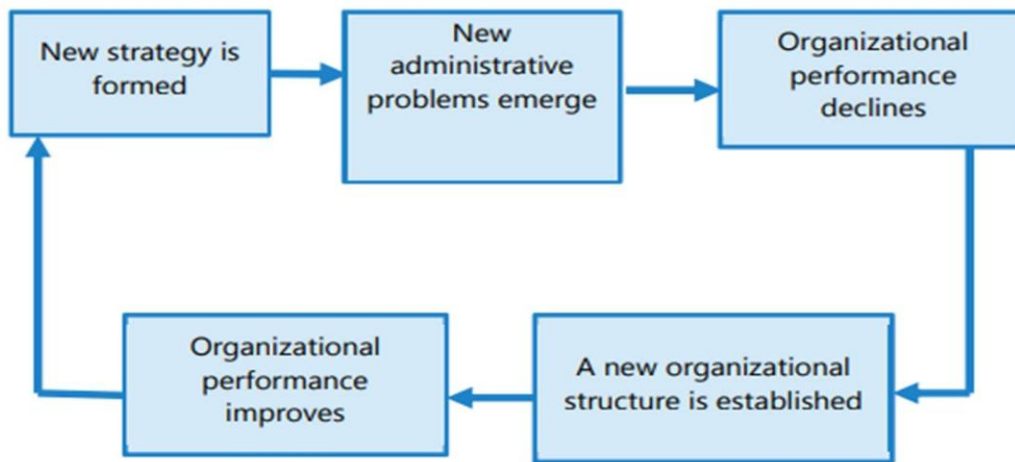 New strategy is
formed
New
administrative
problems emerge
Organizational
performance
declines
A new organizational
structure is established
Organizational
performance
improves